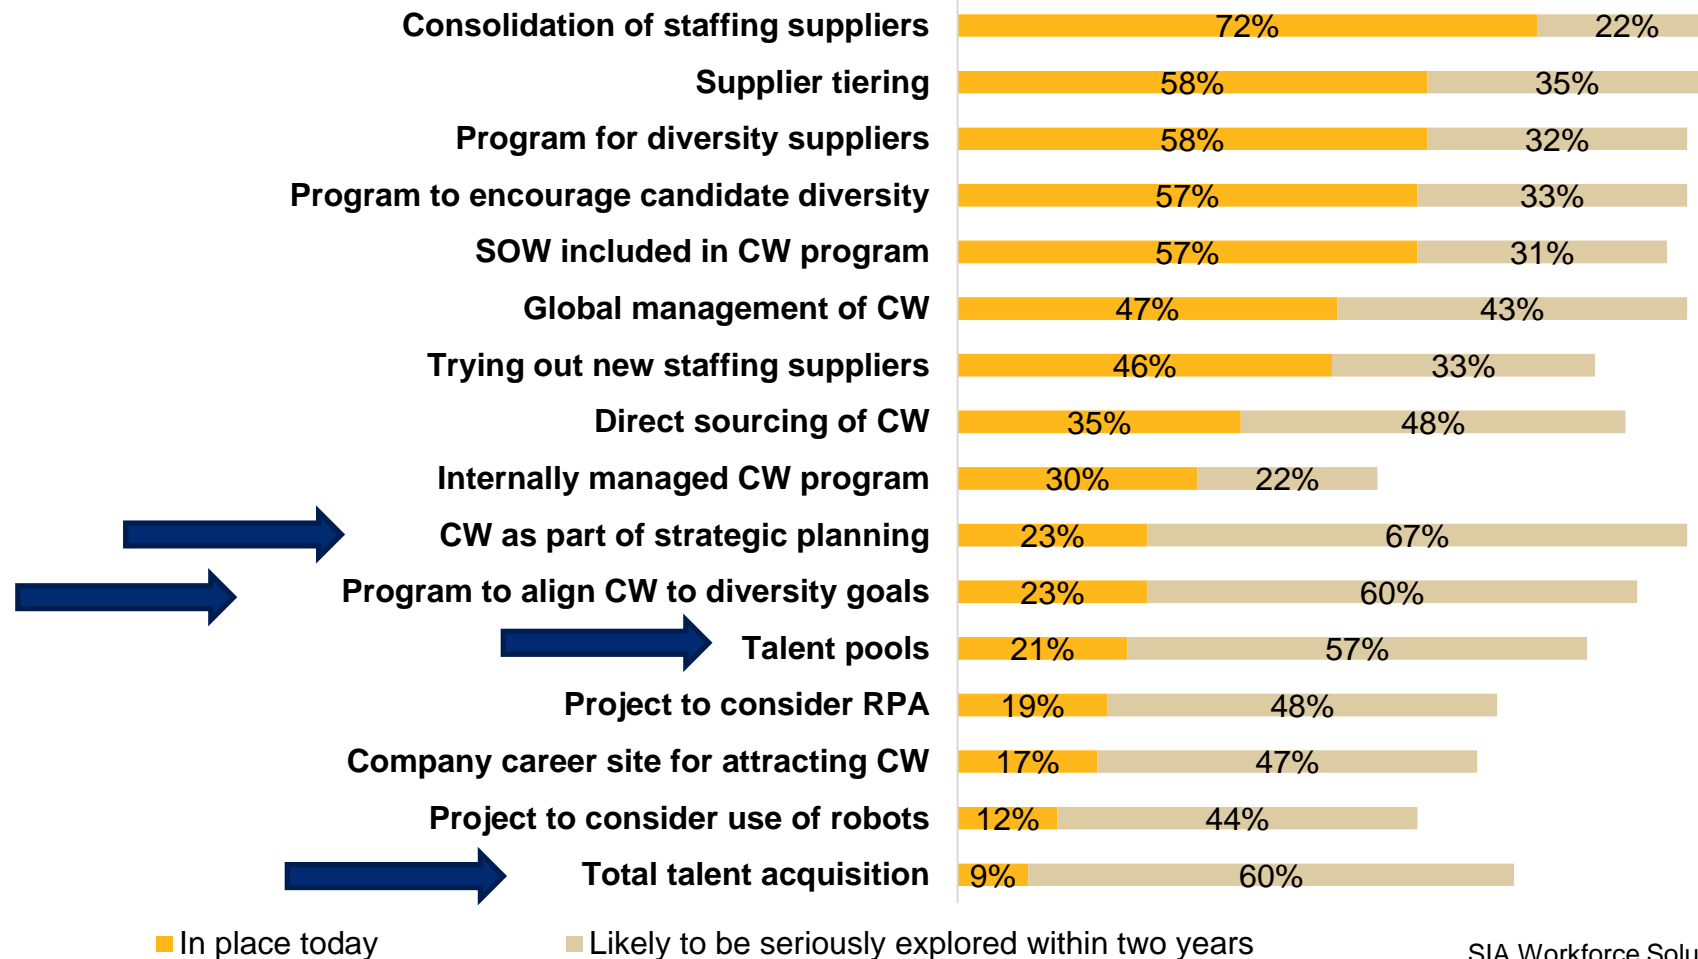 Consolidation of staffing suppliers 72% 22%
Supplier tiering 58% 35%
Program for diversity suppliers 58% 32%
Program to encourage candidate diversity 57% 33%
SOW included in CW program 57% 31%
Global management of CW 47% 43%
Trying out new staffing suppliers 46% 33%
Direct sourcing of CW 35% 48%
Internally managed CW program 30% 22%
CW as part of strategic planning 23% 67%
Program to align CW to diversity goals 23% 60%
Talent pools 21% 57%
Project to consider RPA 19% 48%
Company career site for attracting CW 17% 47%
Project to consider use of robots 12% 44%
Total talent acquisition 9% 60%
In place today Likely to be seriously explored within two years
SIA Workforce Solu